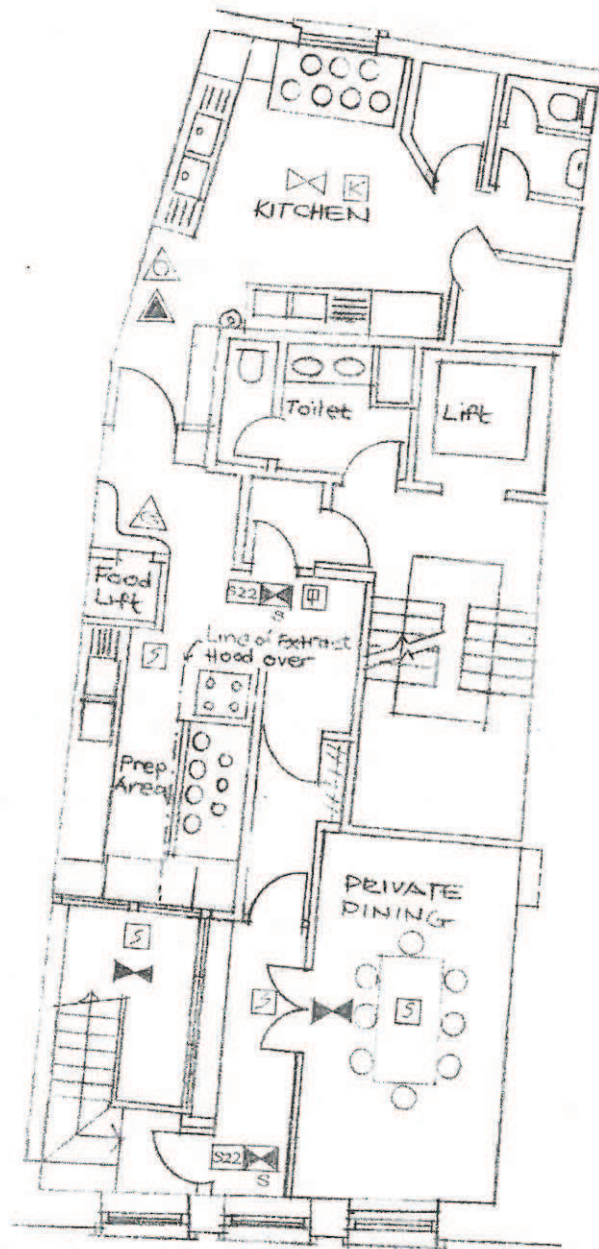 K
KITCHEN
Toilet
Lift
Food
Lift
S22
S
Line of Extract
Hood over
S
Prep
Area
PRIVATE
DINING
S
S
S
S22
S